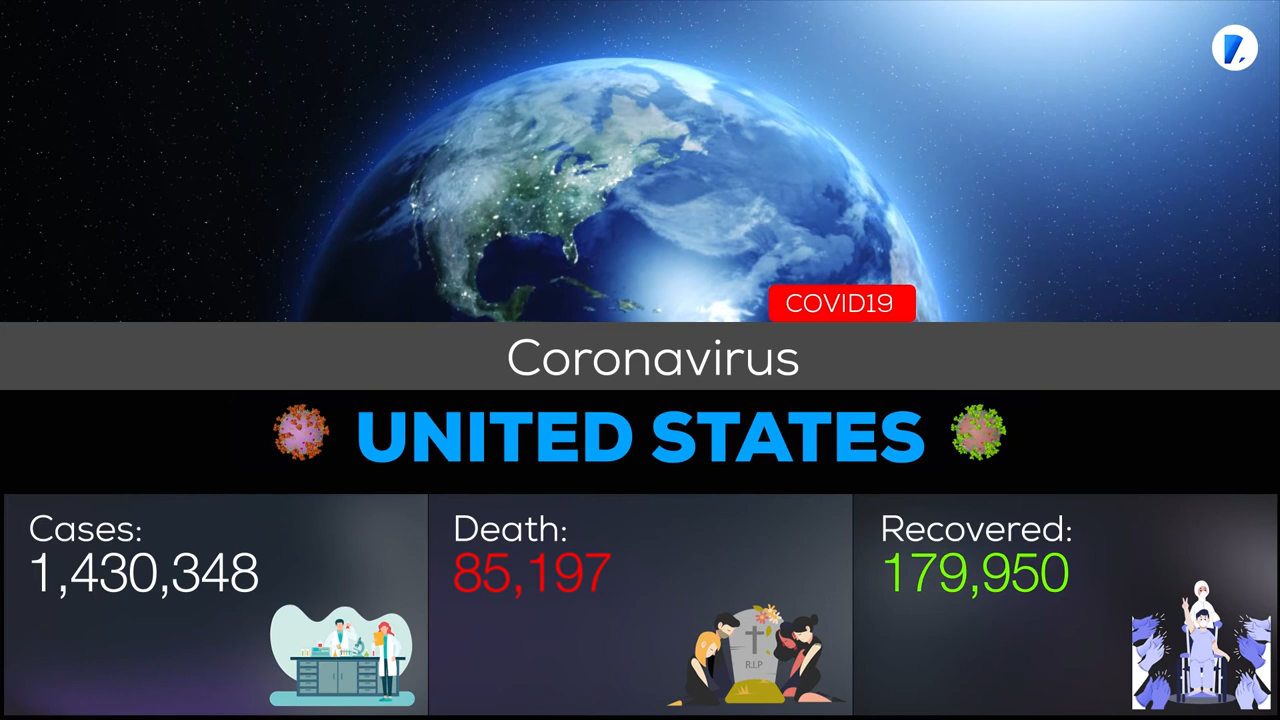 COVID19
Coronavirus
UNITED STATES
Cases:
1,430,348
Death:
85,197
R.I.P
Recovered:
179,950